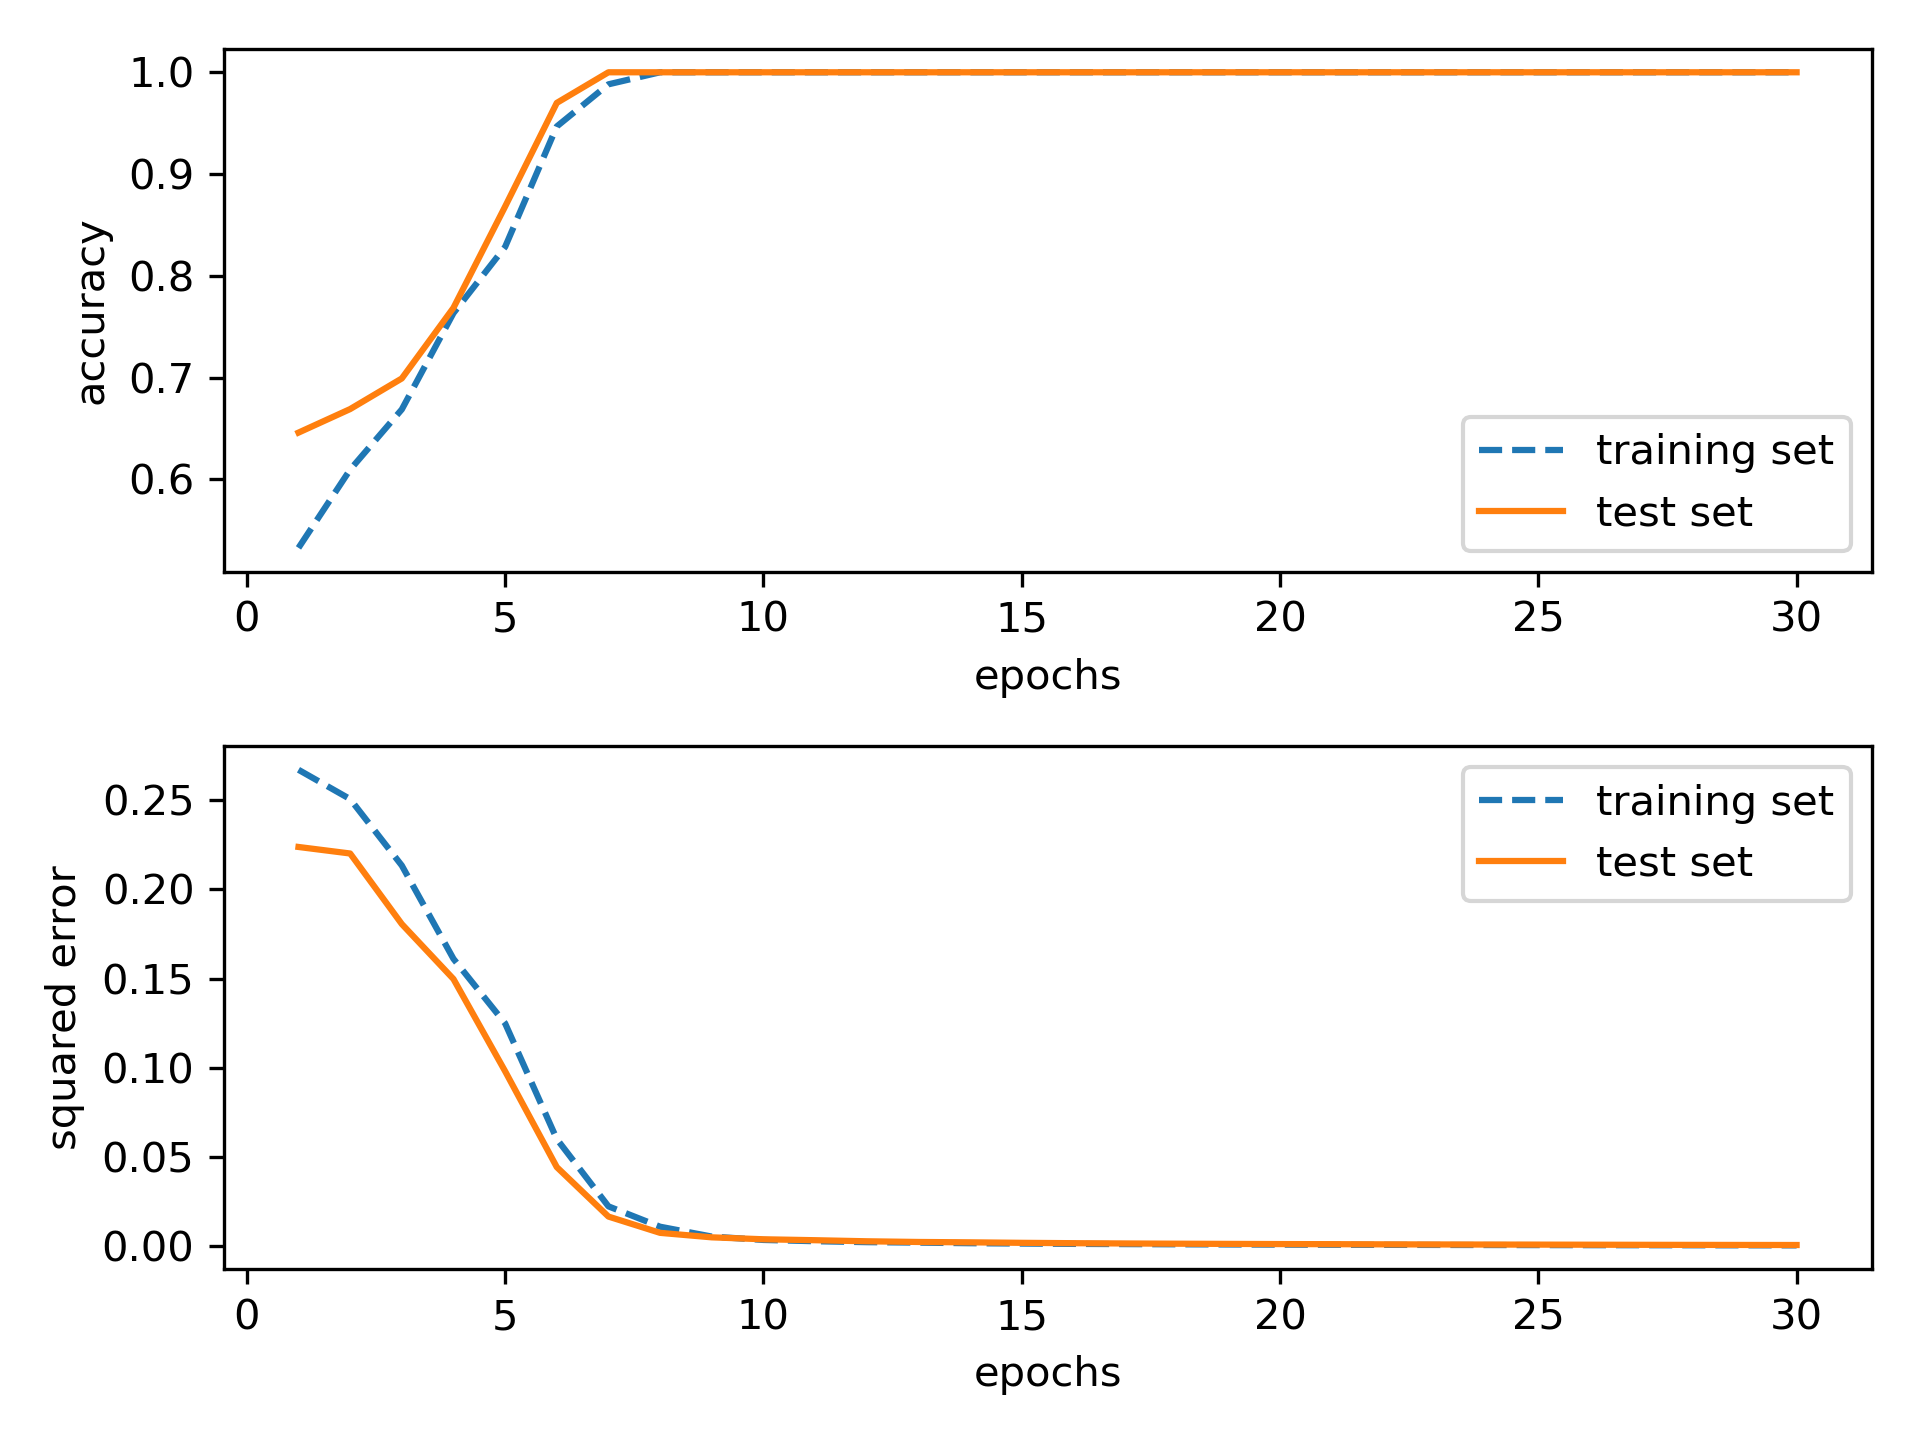 accuracy
1.0
0.9
0.8
0.7
0.6
training set
test set
0 5 10 15 20 25 30
epochs
squared error
0.25
0.20
0.15
0.10
0.05
0.00
training set
test set
0 5 10 15 20 25 30
epochs